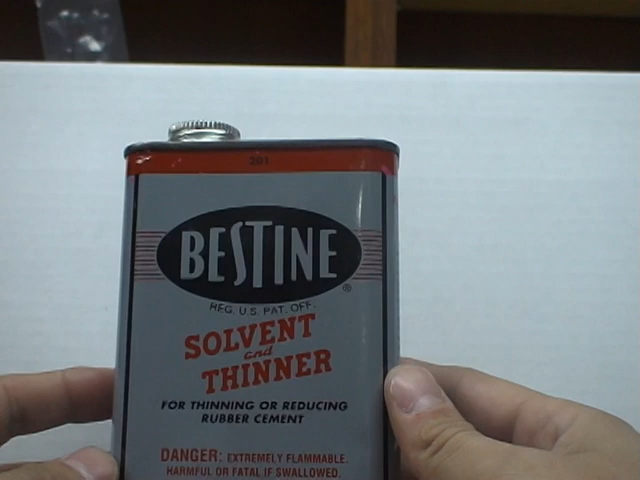 201
BESTINE
®
REG. U.S. PAT. OFF.
SOLVENT
and
THINNER
FOR THINNING OR REDUCING
RUBBER CEMENT
DANGER: EXTREMELY FLAMMABLE.
HARMFUL OR FATAL IF SWALLOWED.